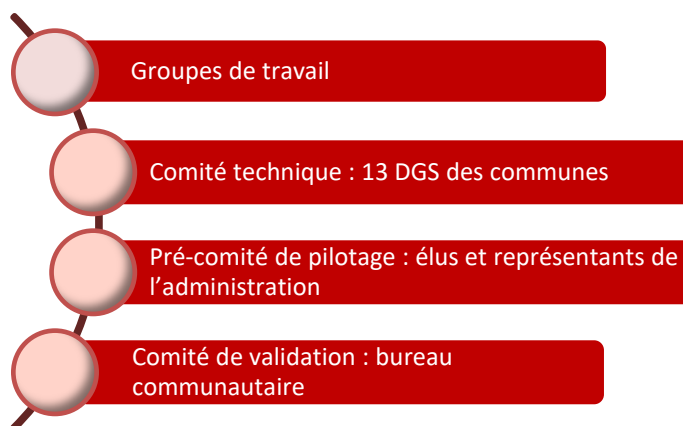 Groupes de travail
Comité technique : 13 DGS des communes
Pré-comité de pilotage : élus et représentants de
l’administration
Comité de validation : bureau
communautaire